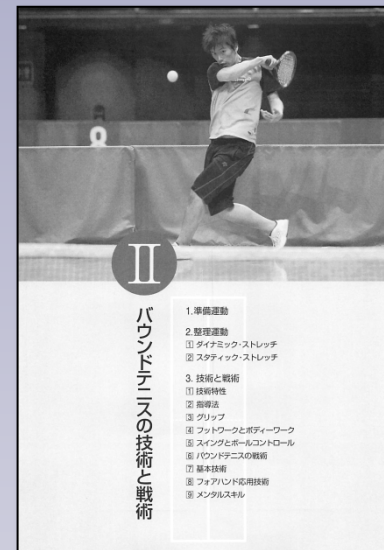 8
II
バウンドテニスの技術と戦術
1.準備運動
2.整理運動
1 ダイナミック・ストレッチ
2 スタティック・ストレッチ
3. 技術と戦術
1 技術特性
2 指導法
3 グリップ
4 フットワークとボディーワーク
5 スイングとボールコントロール
6 バウンドテニスの戦術
7 基本技術
8 フォアハンド応用技術
9 メンタルスキル